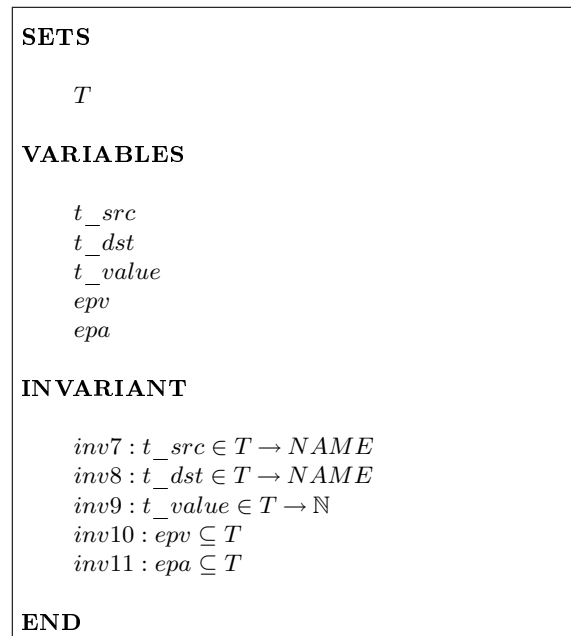 SETS
T
VARIABLES
t_src
t_dst
t_value
epv
epa
INVARIANT
inv7 : t_src ∈ T → NAME
inv8 : t_dst ∈ T → NAME
inv9 : t_value ∈ T → ℕ
inv10 : epv ⊆ T
inv11 : epa ⊆ T
END